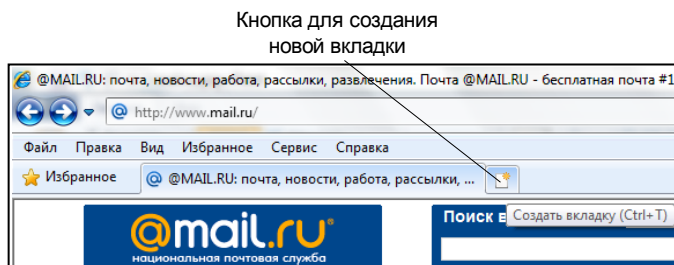 Кнопка для создания
новой вкладки
@MAIL.RU: почта, новости, работа, рассылки, развлечения. Почта @MAIL.RU - бесплатная почта #1
http://www.mail.ru/
Файл Правка Вид Избранное Сервис Справка
Избранное @MAIL.RU: почта, новости, работа, рассылки, ...
@mail.ru®
национальная почтовая служба
Поиск в
Создать вкладку (Ctrl+T)